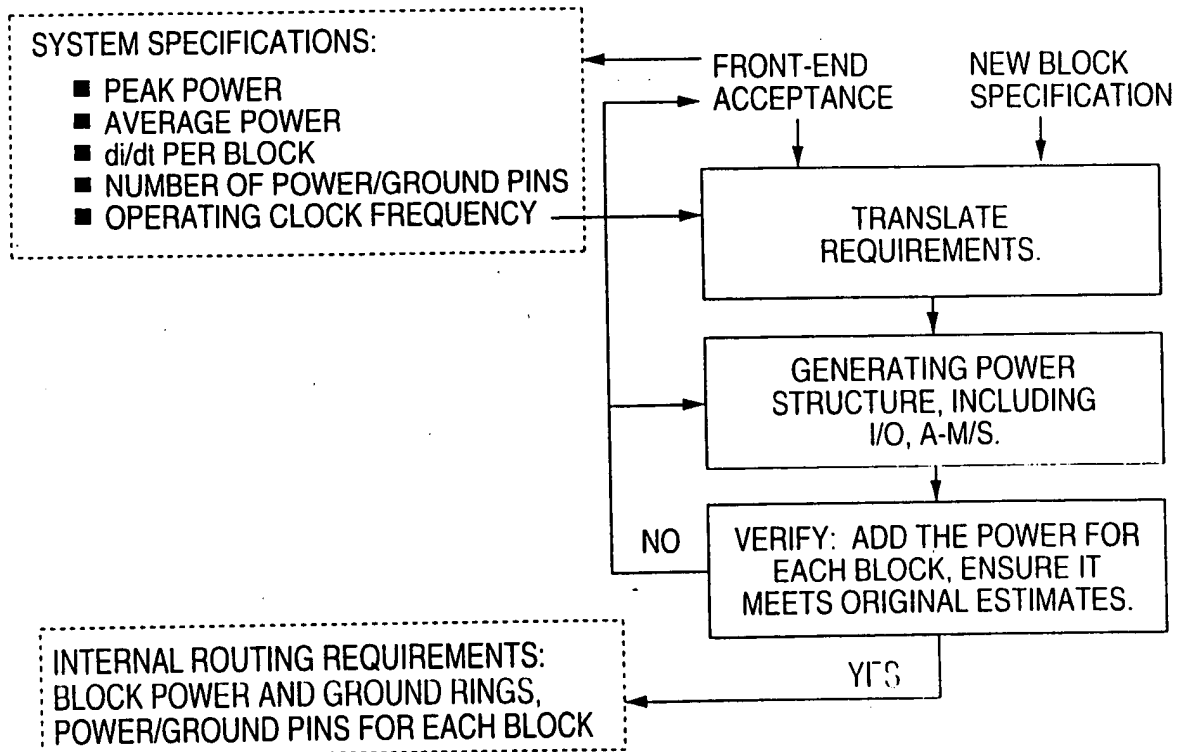 SYSTEM SPECIFICATIONS:
■ PEAK POWER
■ AVERAGE POWER
■ di/dt PER BLOCK
■ NUMBER OF POWER/GROUND PINS
■ OPERATING CLOCK FREQUENCY
FRONT-END
ACCEPTANCE
NEW BLOCK
SPECIFICATION
TRANSLATE
REQUIREMENTS.
GENERATING POWER
STRUCTURE, INCLUDING
I/O, A-M/S.
NO
VERIFY: ADD THE POWER FOR
EACH BLOCK, ENSURE IT
MEETS ORIGINAL ESTIMATES.
YES
INTERNAL ROUTING REQUIREMENTS:
BLOCK POWER AND GROUND RINGS,
POWER/GROUND PINS FOR EACH BLOCK